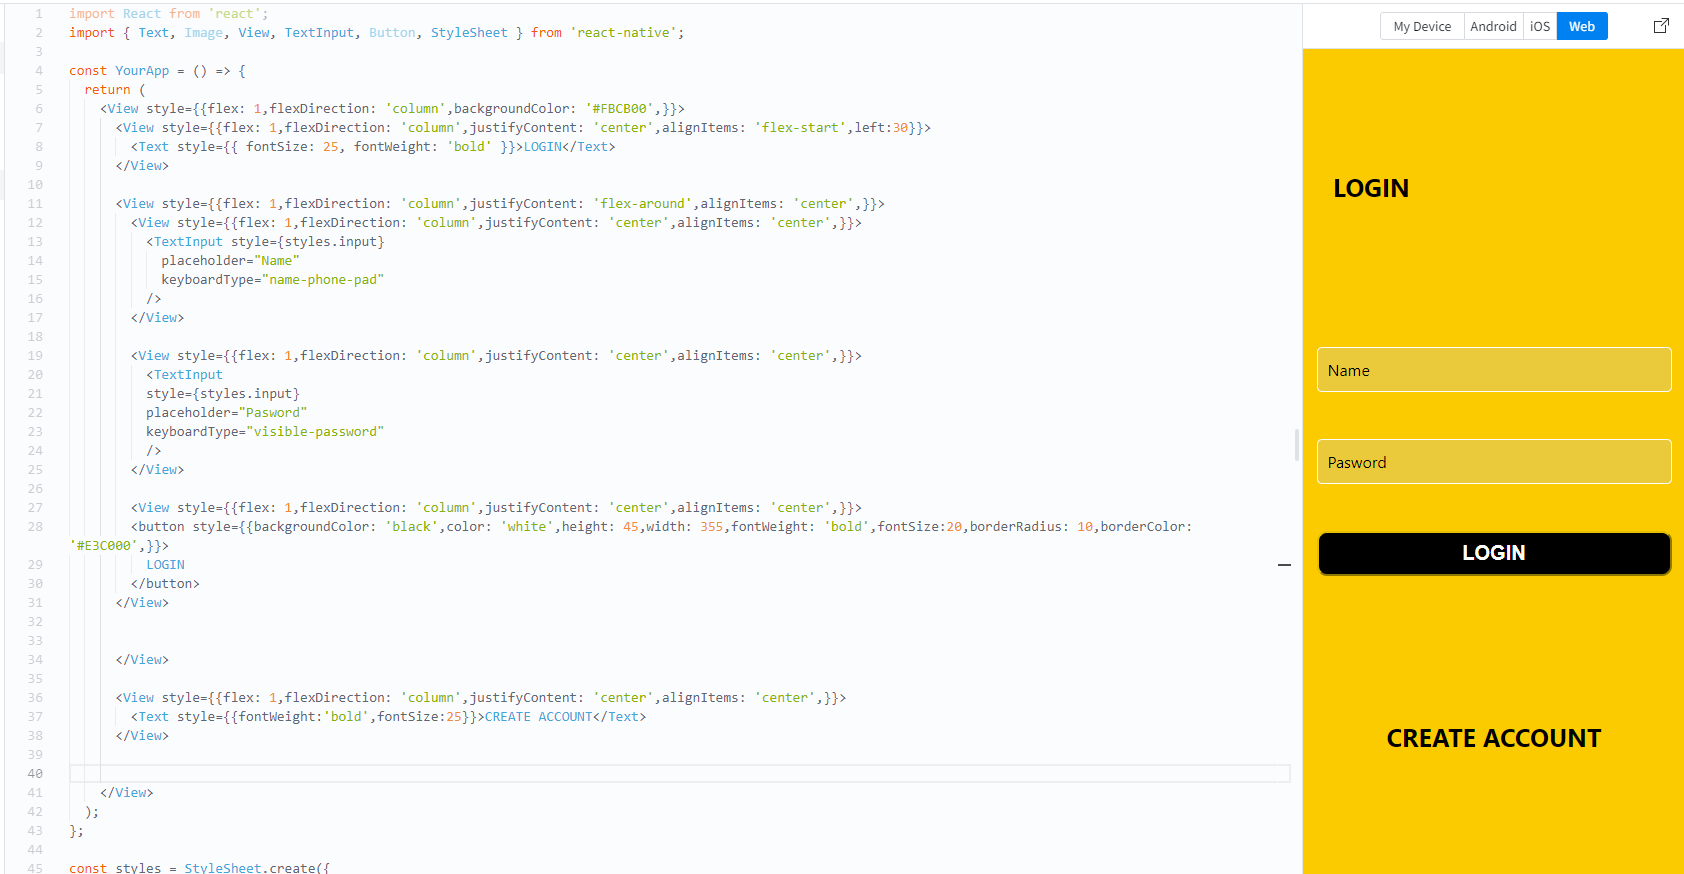 1 import React from 'react';
2 import { Text, Image, View, TextInput, Button, StyleSheet } from 'react-native';
3
4 const YourApp = () => {
5 return (
6 <View style={{flex: 1,flexDirection: 'column',backgroundColor: '#FBCB00',}}>
7 <View style={{flex: 1,flexDirection: 'column',justifyContent: 'center',alignItems: 'flex-start',left:30}}>
8 <Text style={{ fontSize: 25, fontWeight: 'bold' }}>LOGIN</Text>
9 </View>
10
11 <View style={{flex: 1,flexDirection: 'column',justifyContent: 'flex-around',alignItems: 'center',}}>
12 <View style={{flex: 1,flexDirection: 'column',justifyContent: 'center',alignItems: 'center',}}>
13 <TextInput style={styles.input}
14 placeholder="Name"
15 keyboardType="name-phone-pad"
16 />
17 </View>
18
19 <View style={{flex: 1,flexDirection: 'column',justifyContent: 'center',alignItems: 'center',}}>
20 <TextInput
21 style={styles.input}
22 placeholder="Pasword"
23 keyboardType="visible-password"
24 />
25 </View>
26
27 <View style={{flex: 1,flexDirection: 'column',justifyContent: 'center',alignItems: 'center',}}>
28 <button style={{backgroundColor: 'black',color: 'white',height: 45,width: 355,fontWeight: 'bold',fontSize:20,borderRadius: 10,borderColor:
'#E3C000',}}>
29 LOGIN
30 </button>
31 </View>
32
33
34 </View>
35
36 <View style={{flex: 1,flexDirection: 'column',justifyContent: 'center',alignItems: 'center',}}>
37 <Text style={{fontWeight:'bold',fontSize:25}}>CREATE ACCOUNT</Text>
38 </View>
39
40
41 </View>
42 );
43 };
44
45 const styles = StyleSheet.create({
My Device Android iOS Web
LOGIN
Name
Pasword
LOGIN
CREATE ACCOUNT